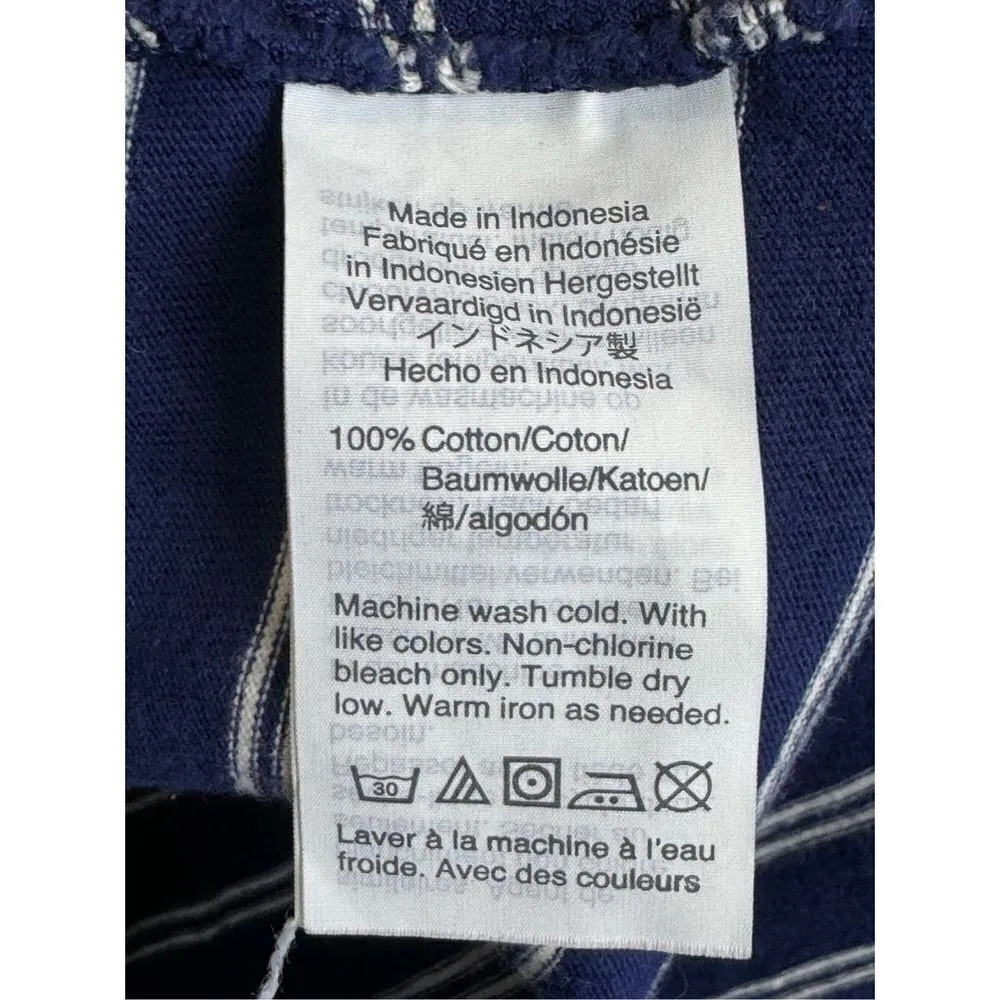 Made in Indonesia
Fabriqué en Indonésie
in Indonesien Hergestellt
Vervaardigd in Indonesië
インドネシア製
Hecho en Indonesia
100% Cotton/Coton/
Baumwolle/Katoen/
綿/algodón
Machine wash cold. With
like colors. Non-chlorine
bleach only. Tumble dry
low. Warm iron as needed.
30
Laver à la machine à l'eau
froide. Avec des couleurs